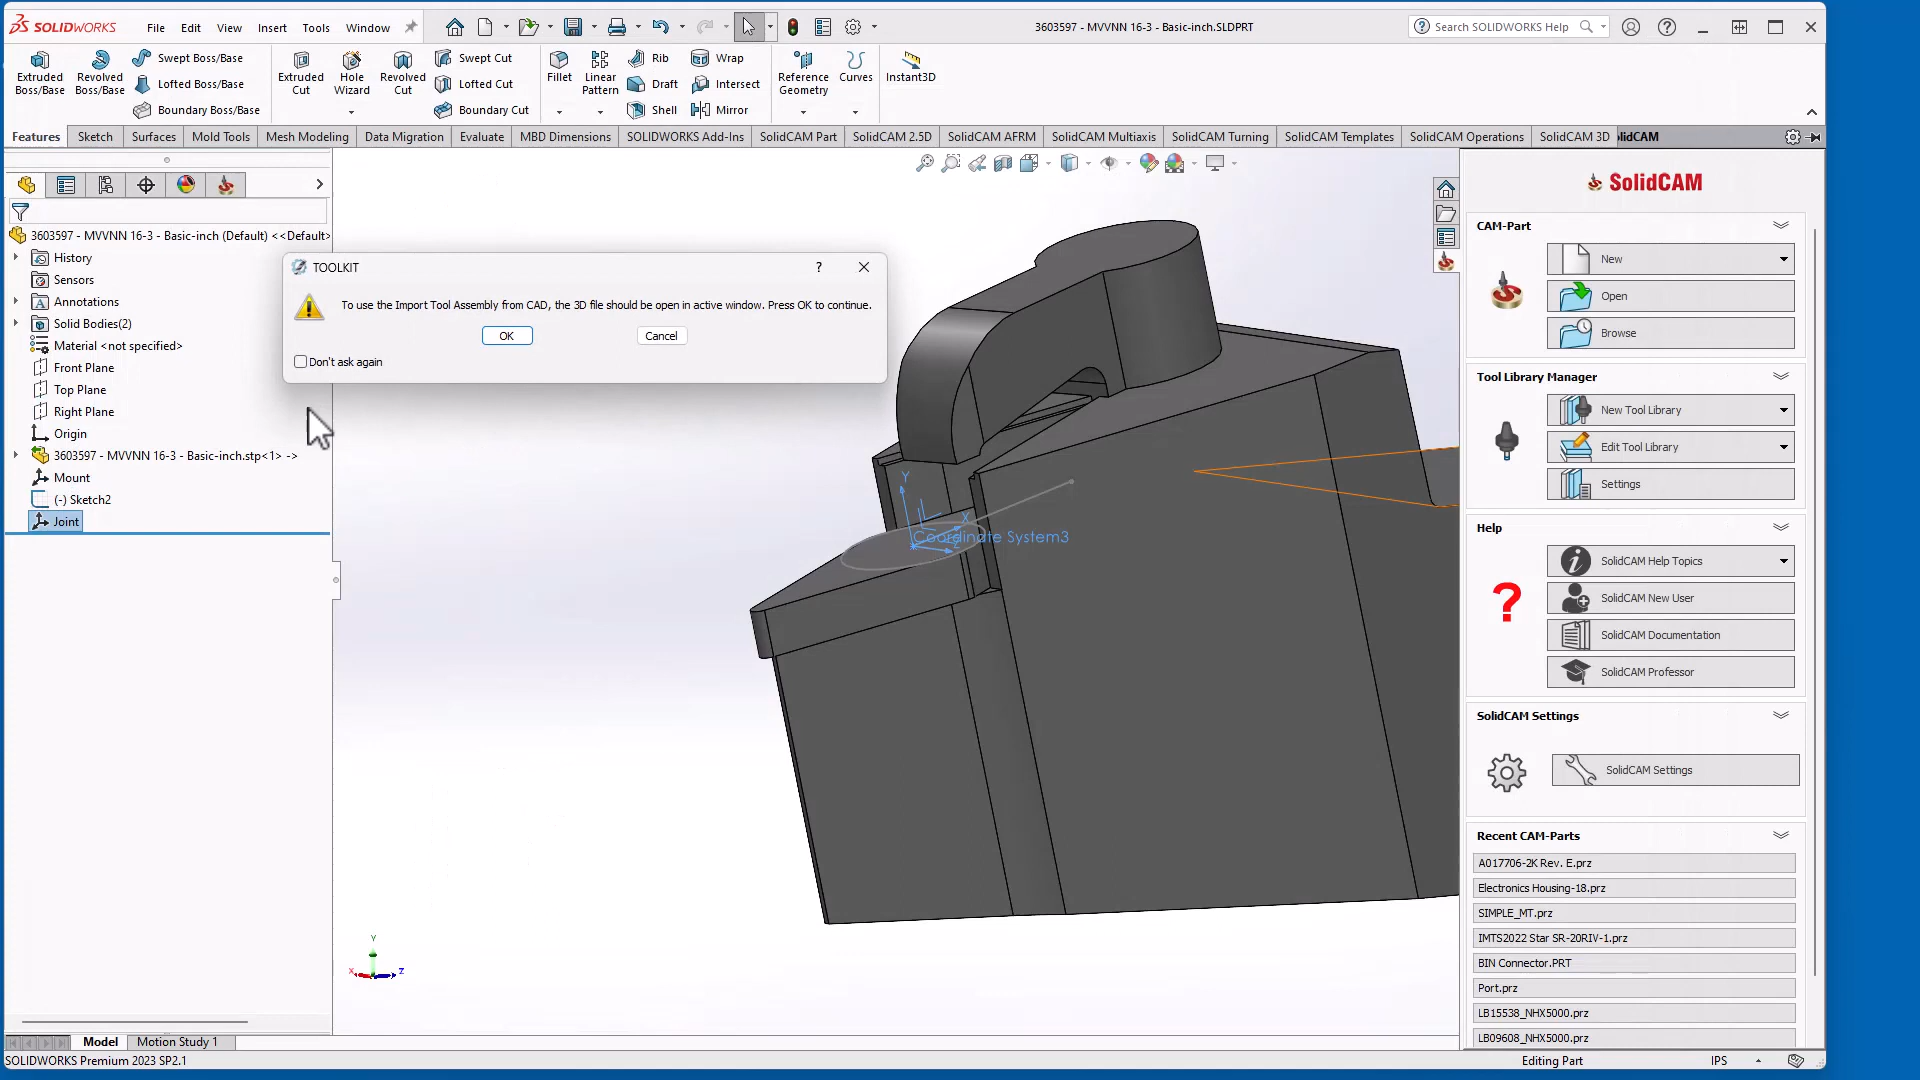 SOLIDWORKS File Edit View Insert Tools Window 3603597 - MVVNN 16-3 - Basic-inch.SLDPRT Search SOLIDWORKS Help
Extruded Boss/Base
Revolved Boss/Base
Swept Boss/Base
Lofted Boss/Base
Boundary Boss/Base
Extruded Cut
Hole Wizard
Revolved Cut
Swept Cut
Lofted Cut
Boundary Cut
Fillet
Linear Pattern
Rib
Draft
Shell
Wrap
Intersect
Mirror
Reference Geometry
Curves
Instant3D
Features Sketch Surfaces Mold Tools Mesh Modeling Data Migration Evaluate MBD Dimensions SOLIDWORKS Add-Ins SolidCAM Part SolidCAM 2.5D SolidCAM AFRM SolidCAM Multiaxis SolidCAM Turning SolidCAM Templates SolidCAM Operations SolidCAM 3D lidCAM
3603597 - MVVNN 16-3 - Basic-inch (Default) <<Default>
History
Sensors
Annotations
Solid Bodies(2)
Material <not specified>
Front Plane
Top Plane
Right Plane
Origin
3603597 - MVVNN 16-3 - Basic-inch.stp<1> ->
Mount
(-) Sketch2
Joint
TOOLKIT ?
To use the Import Tool Assembly from CAD, the 3D file should be open in active window. Press OK to continue.
OK Cancel
Don't ask again
Y
X
Z
Coordinate System3
Y
X Z
SolidCAM
CAM-Part
New
Open
Browse
Tool Library Manager
New Tool Library
Edit Tool Library
Settings
Help
SolidCAM Help Topics
SolidCAM New User
SolidCAM Documentation
SolidCAM Professor
SolidCAM Settings
SolidCAM Settings
Recent CAM-Parts
A017706-2K Rev. E.prz
Electronics Housing-18.prz
SIMPLE_MT.prz
IMTS2022 Star SR-20RIV-1.prz
BIN Connector.PRT
Port.prz
LB15538_NHX5000.prz
LB09608_NHX5000.prz
Model Motion Study 1
SOLIDWORKS Premium 2023 SP2.1 Editing Part IPS